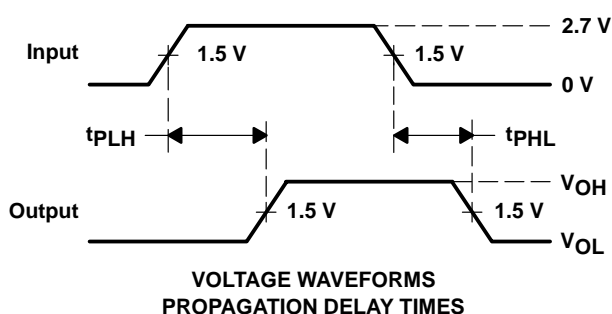 2.7 V
Input
1.5 V
1.5 V
0 V
tPLH
tPHL
VOH
Output
1.5 V
1.5 V
VOL
VOLTAGE WAVEFORMS
PROPAGATION DELAY TIMES